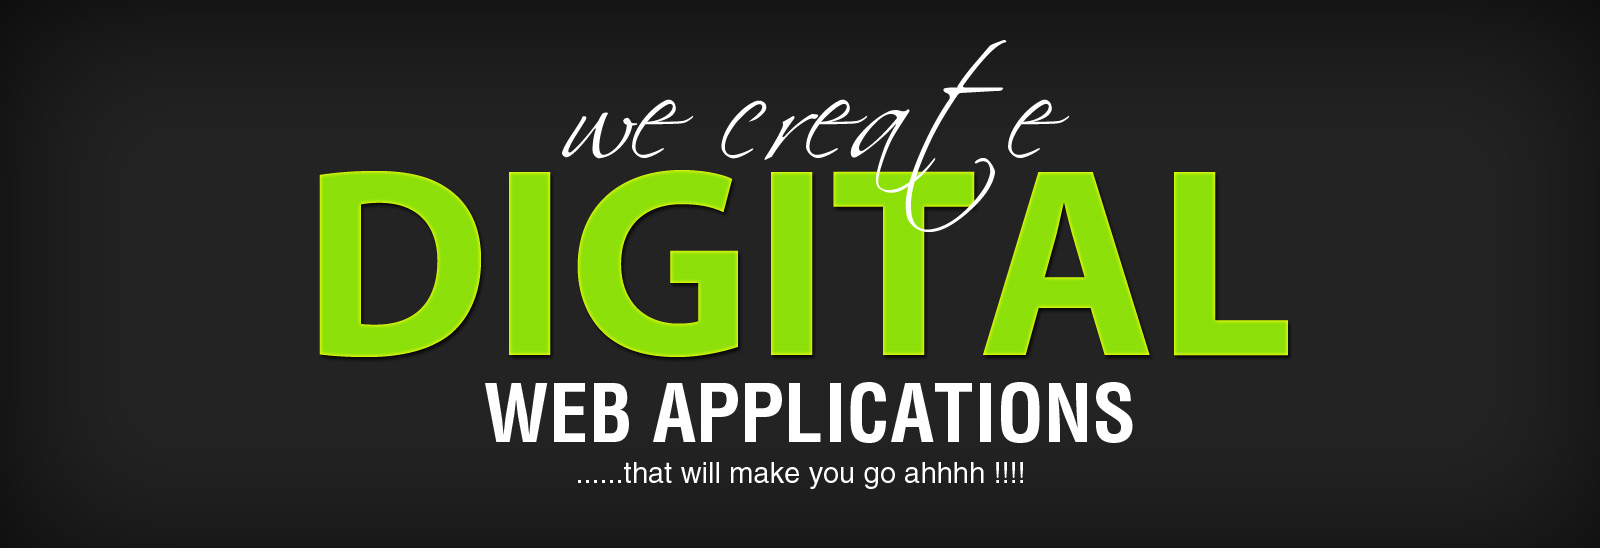 we create
DIGITAL
WEB APPLICATIONS
......that will make you go ahhhh !!!!